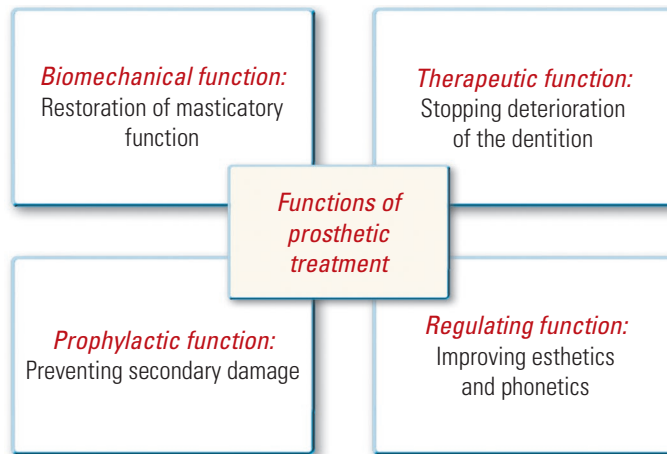 Biomechanical function:
Restoration of masticatory
function
Therapeutic function:
Stopping deterioration
of the dentition
Functions of
prosthetic
treatment
Prophylactic function:
Preventing secondary damage
Regulating function:
Improving esthetics
and phonetics